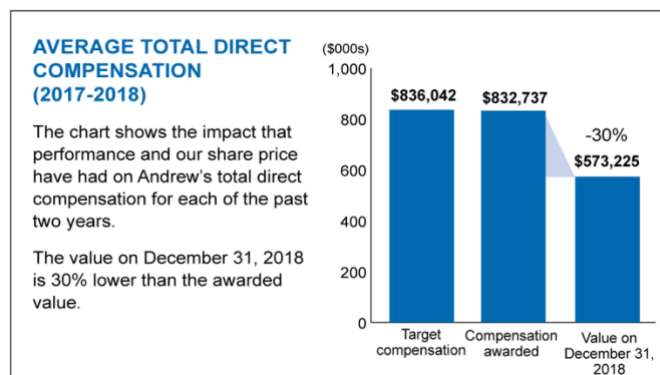 AVERAGE TOTAL DIRECT
COMPENSATION
(2017-2018)
The chart shows the impact that
performance and our share price
have had on Andrew's total direct
compensation for each of the past
two years.
The value on December 31, 2018
is 30% lower than the awarded
value.
($000s)
1,000
800
600
400
200
0
$836,042
$832,737
-30%
$573,225
Target
compensation
Compensation
awarded
Value on
December 31,
2018